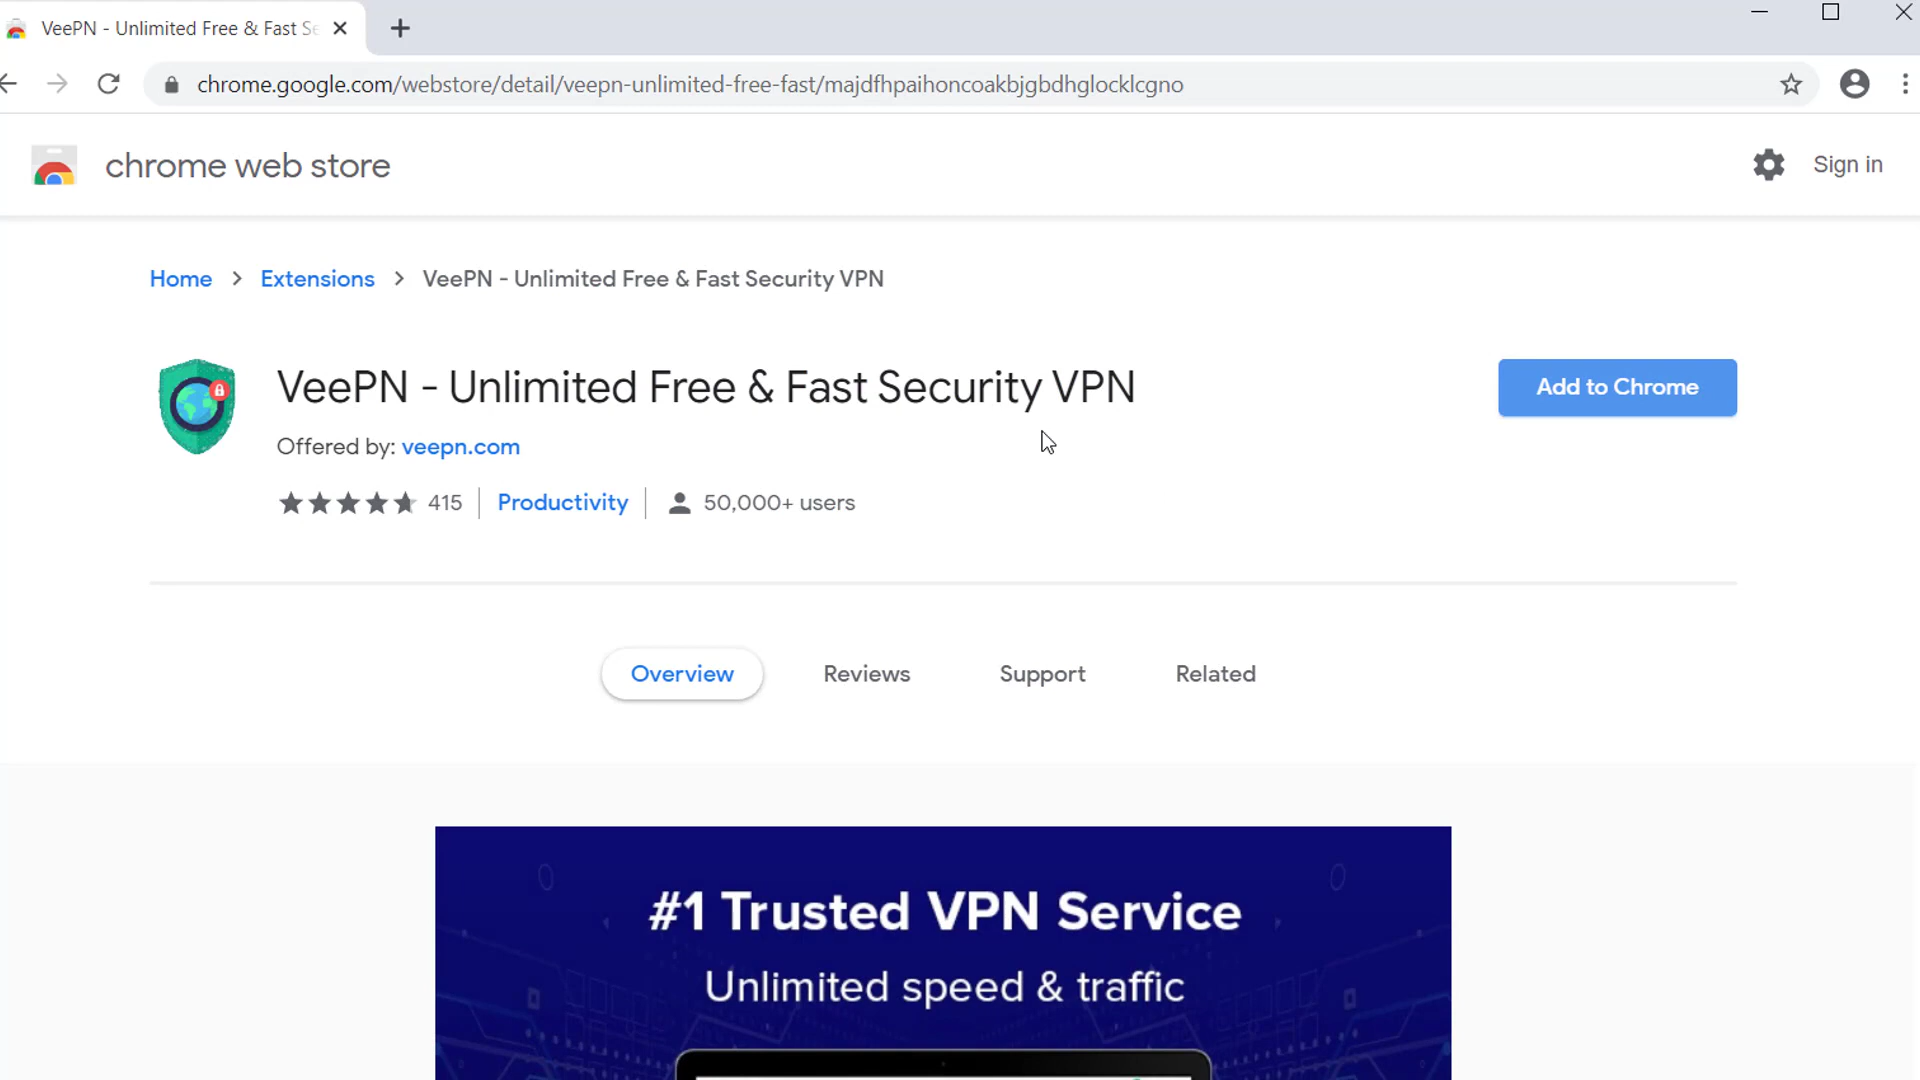 VeePN - Unlimited Free & Fast Se
chrome.google.com/webstore/detail/veepn-unlimited-free-fast/majdfhpaihoncoakbjgbdhglocklcgno
chrome web store
Sign in
Home > Extensions > VeePN - Unlimited Free & Fast Security VPN
VeePN - Unlimited Free & Fast Security VPN
Add to Chrome
Offered by: veepn.com
415 | Productivity | 50,000+ users
Overview Reviews Support Related
#1 Trusted VPN Service
Unlimited speed & traffic